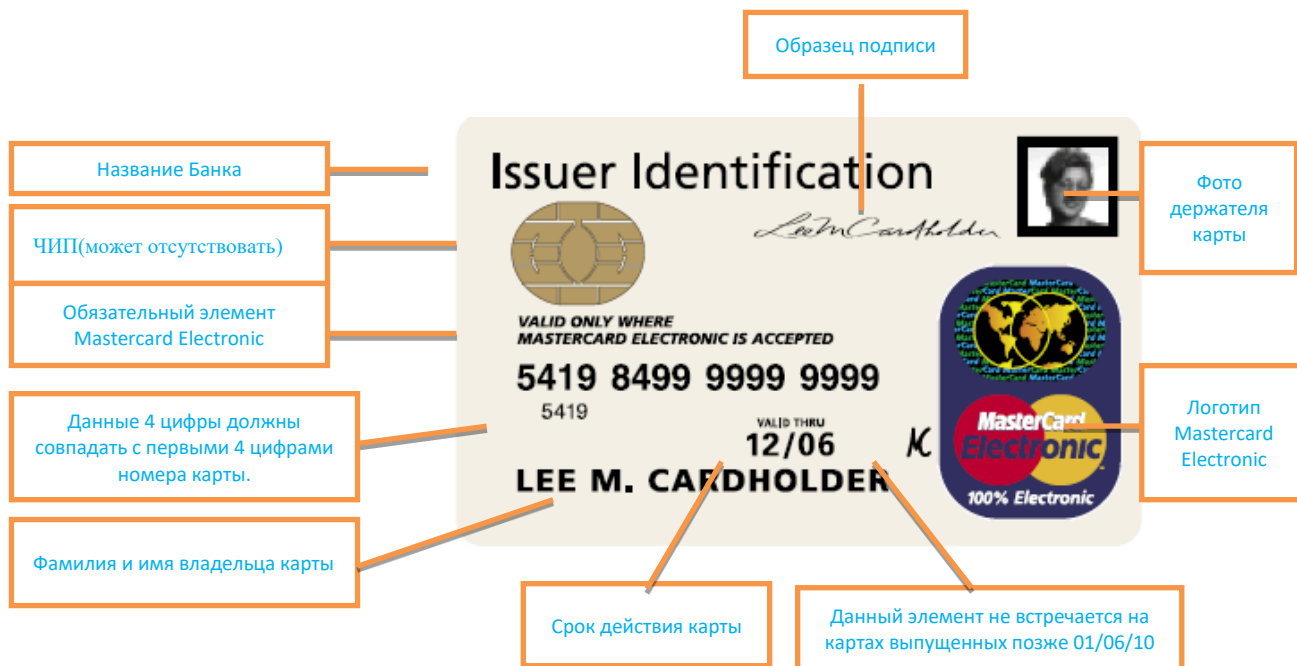 Образец подписи
Название Банка
ЧИП(может отсутствовать)
Обязательный элемент
Mastercard Electronic
Данные 4 цифры должны
совпадать с первыми 4 цифрами
номера карты.
Фамилия и имя владельца карты
Issuer Identification
Lee M Cardholder
VALID ONLY WHERE
MASTERCARD ELECTRONIC IS ACCEPTED
5419 8499 9999 9999
5419
VALID THRU
12/06
MC
LEE M. CARDHOLDER
MasterCard
Electronic
100% Electronic
Фото
держателя
карты
Логотип
Mastercard
Electronic
Срок действия карты
Данный элемент не встречается на
картах выпущенных позже 01/06/10